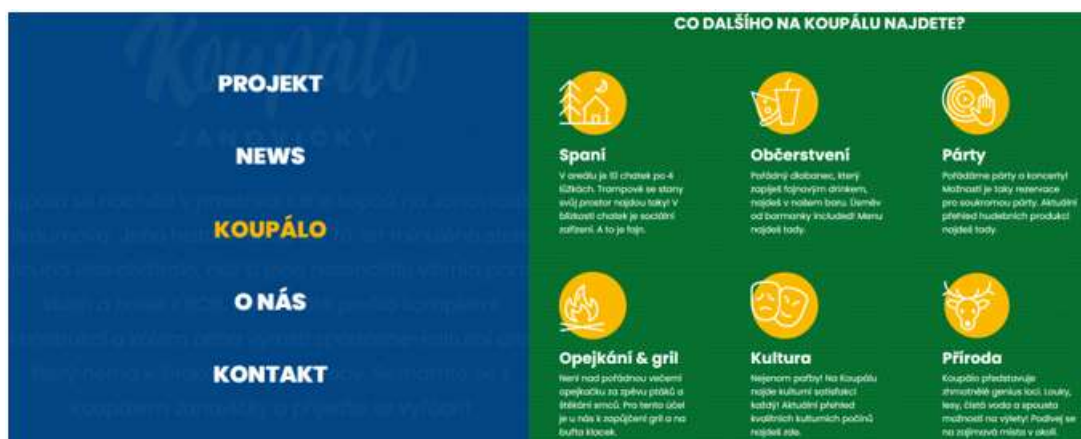 PROJEKT
NEWS
KOUPÁLO
O NÁS
KONTAKT
Koupálo
JANOVIČKY
CO DALŠÍHO NA KOUPÁLU NAJDETE?
Spaní
V areálu je 10 chatek po 4
lůžkách. Trampové se stany
svůj prostor najdou taky! V
blízkosti chatek je sociální
zařízení. A to je fajn.
Občerstvení
Pořádný dlabanec, který
zapiješ fajnovým drinkem,
najdeš v našem baru. Úsměv
od barmanky included! Menu
najdeš tady.
Párty
Pořádáme párty a koncerty!
Možností je taky rezervace
pro soukromou párty. Aktuální
přehled hudebních produkcí
najdeš tady.
Opejkání & gril
Není nad pořádnou večerní
opejkačku za zpěvu ptáků a
štěkání srnců. Pro tento účel
je u nás k zapůjčení gril a na
buřta klacek.
Kultura
Nejenom pařby! Na Koupálu
najde kulturní satisfakci
každý! Aktuální přehled
kvalitních kulturních počinů
najdeš zde.
Příroda
Koupálo představuje
zhmotnělé genius loci. Louky,
lesy, čistá voda a spousta
možností na výlety! Podívej se
na zajímavá místa v okolí.